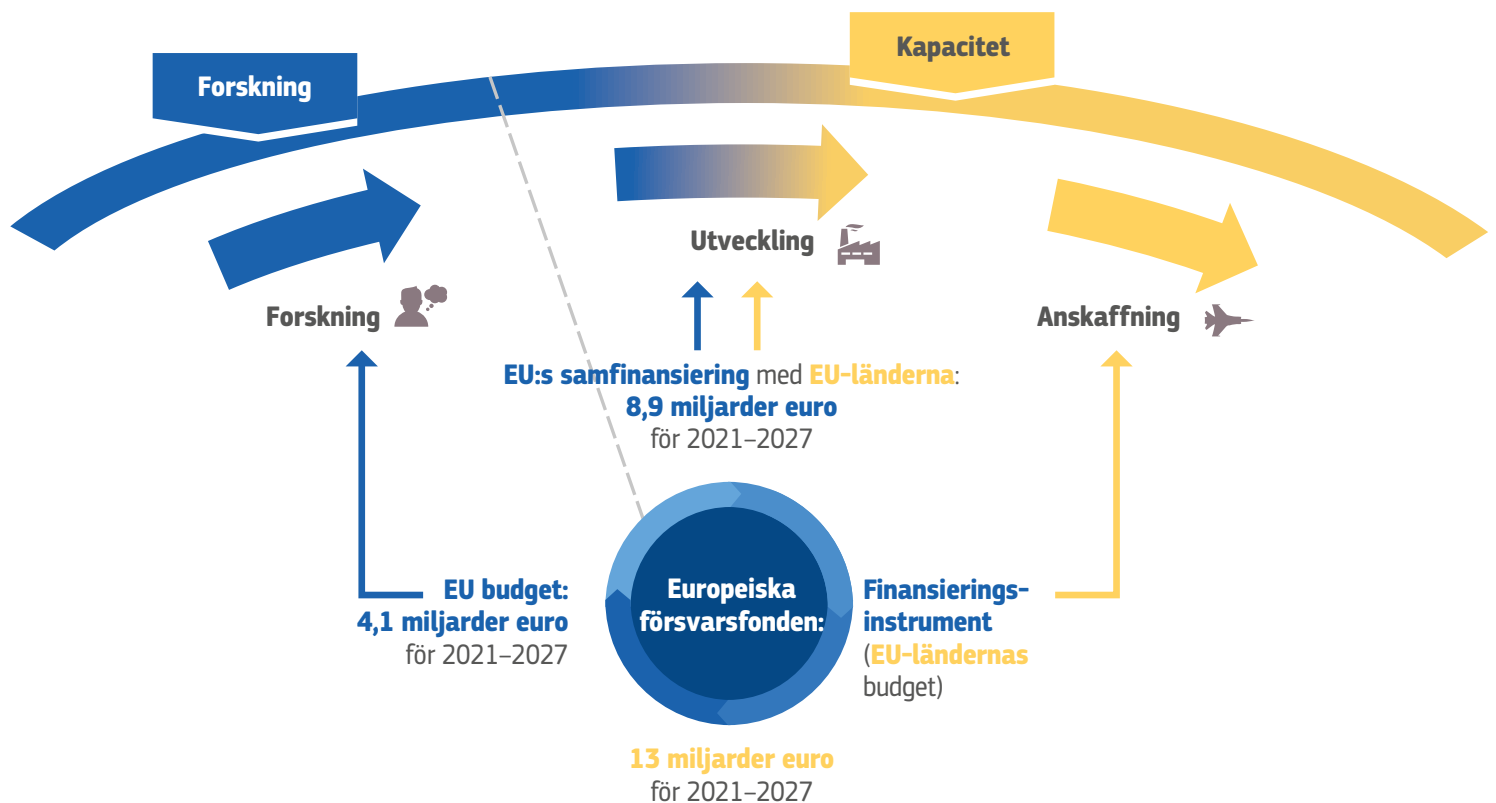 Forskning
Kapacitet
Forskning
Utveckling
Anskaffning
EU:s samfinansiering med EU-länderna:
8,9 miljarder euro
för 2021–2027
EU budget:
4,1 miljarder euro
för 2021–2027
Europeiska
försvarsfonden:
Finansierings-
instrument
(EU-ländernas
budget)
13 miljarder euro
för 2021–2027